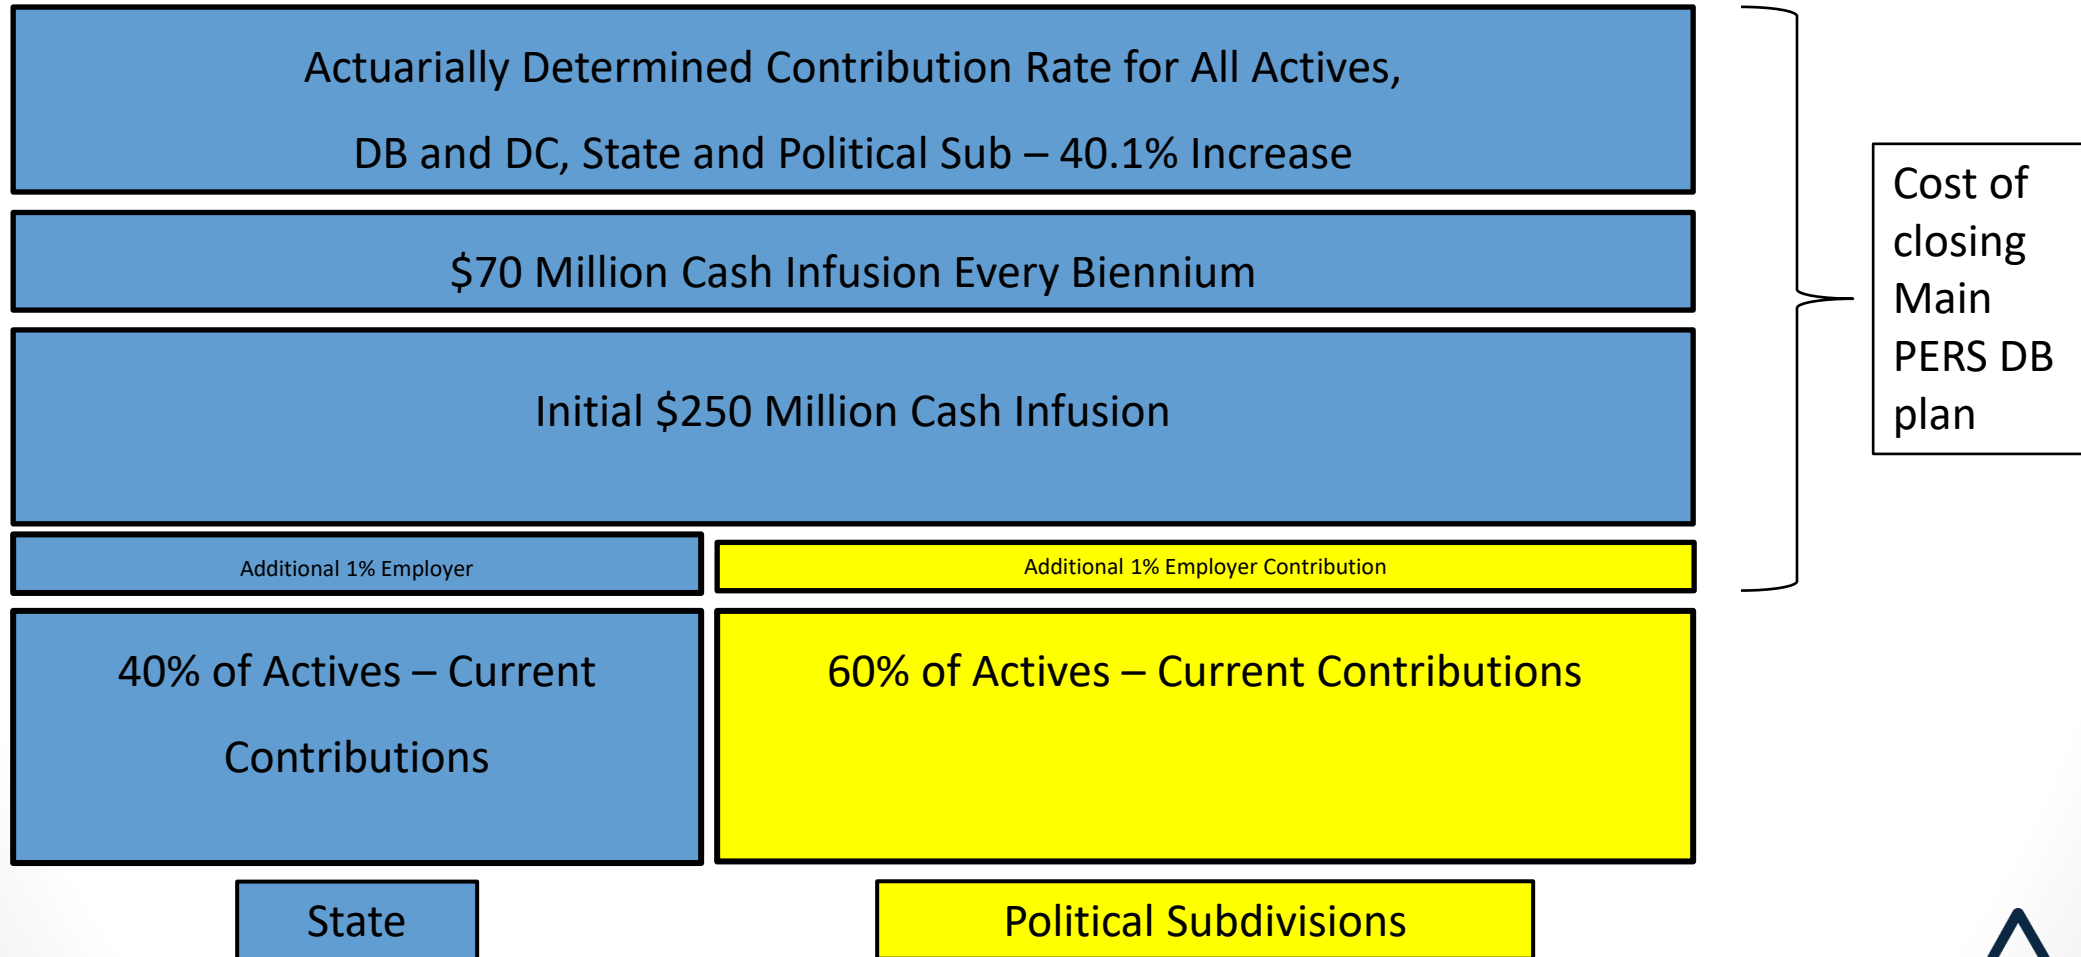 Actuarially Determined Contribution Rate for All Actives,
DB and DC, State and Political Sub – 40.1% Increase
$70 Million Cash Infusion Every Biennium
Initial $250 Million Cash Infusion
Cost of
closing
Main
PERS DB
plan
Additional 1% Employer
Additional 1% Employer Contribution
40% of Actives – Current
Contributions
60% of Actives – Current Contributions
State
Political Subdivisions